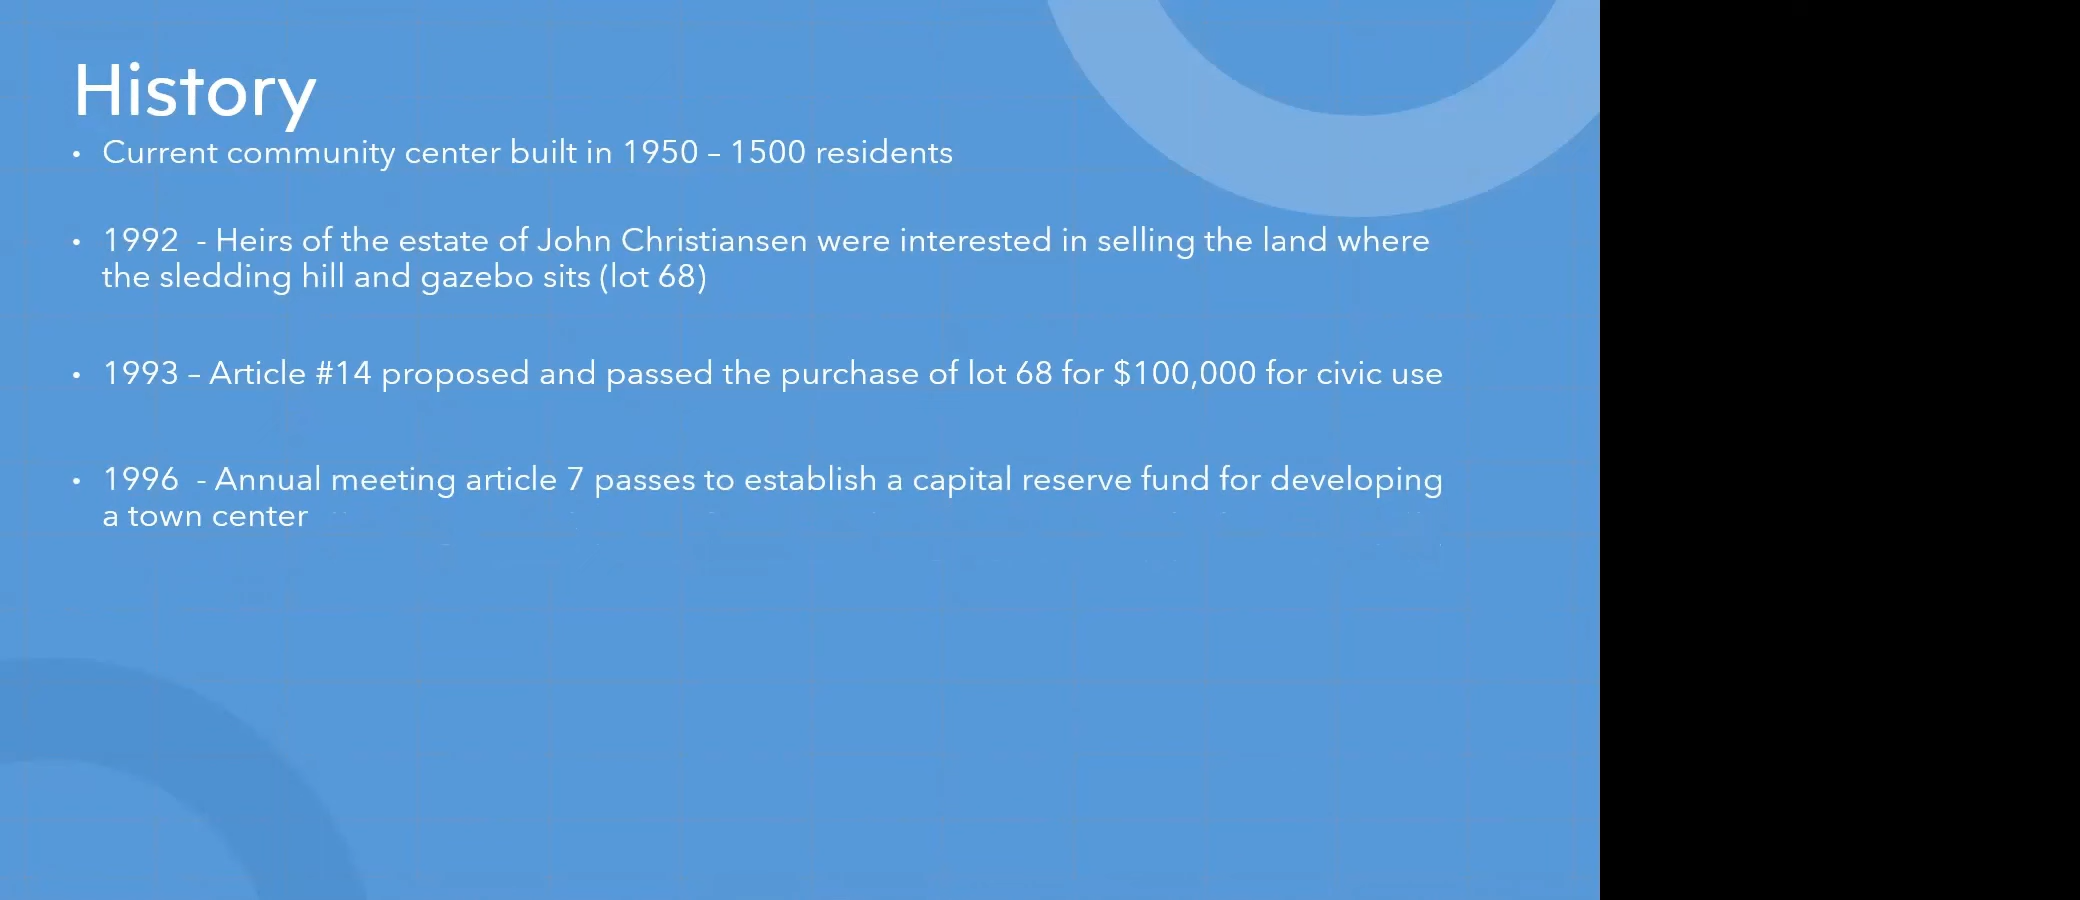 History
• Current community center built in 1950 – 1500 residents
• 1992  - Heirs of the estate of John Christiansen were interested in selling the land where
the sledding hill and gazebo sits (lot 68)
• 1993 – Article #14 proposed and passed the purchase of lot 68 for $100,000 for civic use
• 1996  - Annual meeting article 7 passes to establish a capital reserve fund for developing
a town center